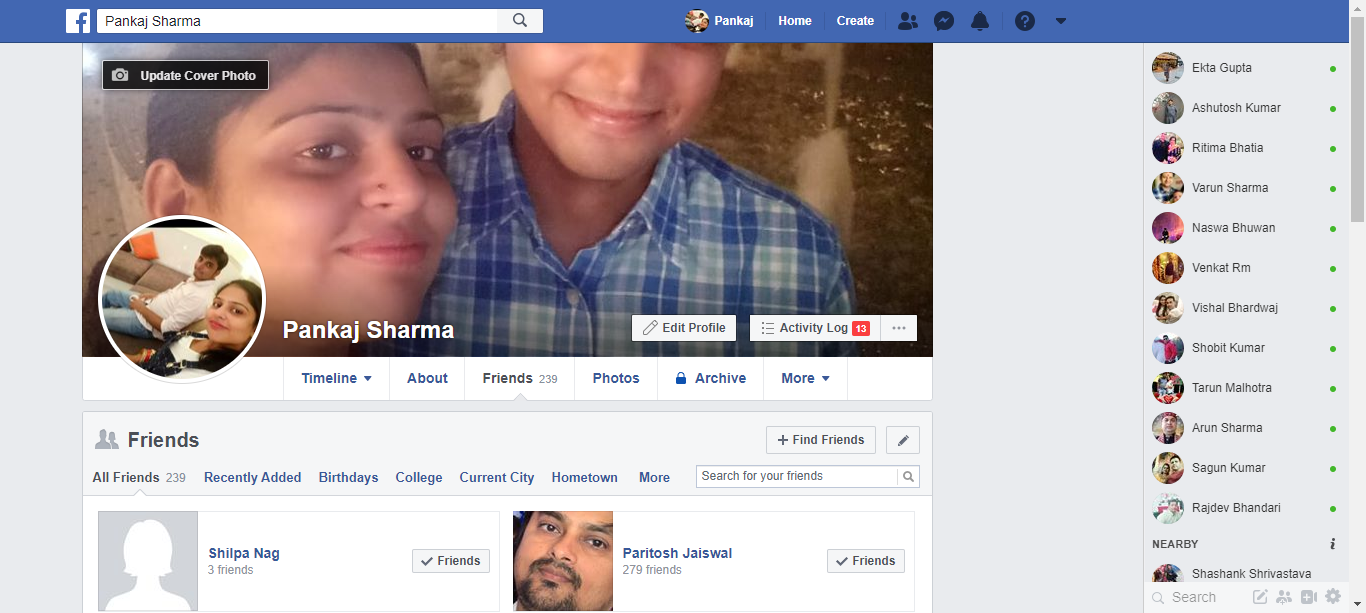 f Pankaj Sharma Pankaj Home Create
Update Cover Photo
Pankaj Sharma Edit Profile Activity Log 13
Timeline About Friends 239 Photos Archive More
Friends + Find Friends
All Friends 239 Recently Added Birthdays College Current City Hometown More Search for your friends
Shilpa Nag Friends
3 friends
Paritosh Jaiswal Friends
279 friends
Ekta Gupta
Ashutosh Kumar
Ritima Bhatia
Varun Sharma
Naswa Bhuwan
Venkat Rm
Vishal Bhardwaj
Shobit Kumar
Tarun Malhotra
Arun Sharma
Sagun Kumar
Rajdev Bhandari
NEARBY i
Shashank Shrivastava
Search